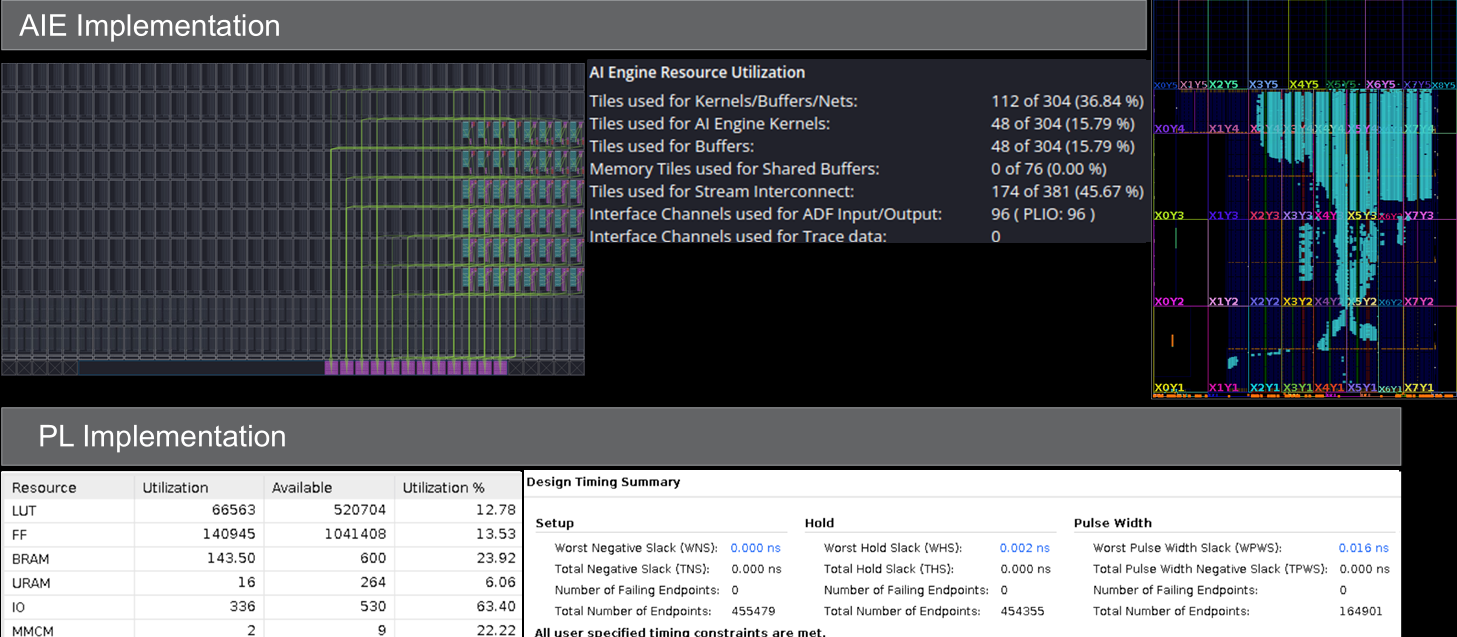 AIE Implementation
AI Engine Resource Utilization
Tiles used for Kernels/Buffers/Nets: 112 of 304 (36.84 %)
Tiles used for AI Engine Kernels: 48 of 304 (15.79 %)
Tiles used for Buffers: 48 of 304 (15.79 %)
Memory Tiles used for Shared Buffers: 0 of 76 (0.00 %)
Tiles used for Stream Interconnect: 174 of 381 (45.67 %)
Interface Channels used for ADF Input/Output: 96 ( PLIO: 96 )
Interface Channels used for Trace data: 0
X0Y5 X1Y5 X2Y5 X3Y5 X4Y5 X5Y5 X6Y5 X7Y5 X8Y5
X0Y4 X1Y4 X2Y4 X3Y4 X4Y4 X5Y4 X7Y4
X0Y3 X1Y3 X2Y3 X3Y3 X4Y X5Y3 X6Y3 X7Y3
X0Y2 X1Y2 X2Y2 X3Y2 X4Y2 X5Y2 X6Y2 X7Y2
X0Y1 X1Y1 X2Y1 X3Y1 X4Y1 X5Y1 X6Y1 X7Y1
PL Implementation
Resource Utilization Available Utilization %
LUT 66563 520704 12.78
FF 140945 1041408 13.53
BRAM 143.50 600 23.92
URAM 16 264 6.06
IO 336 530 63.40
MMCM 2 9 22.22
Design Timing Summary
Setup Hold Pulse Width
Worst Negative Slack (WNS): 0.000 ns Worst Hold Slack (WHS): 0.002 ns Worst Pulse Width Slack (WPWS): 0.016 ns
Total Negative Slack (TNS): 0.000 ns Total Hold Slack (THS): 0.000 ns Total Pulse Width Negative Slack (TPWS): 0.000 ns
Number of Failing Endpoints: 0 Number of Failing Endpoints: 0 Number of Failing Endpoints: 0
Total Number of Endpoints: 455479 Total Number of Endpoints: 454355 Total Number of Endpoints: 164901
All user specified timing constraints are met.